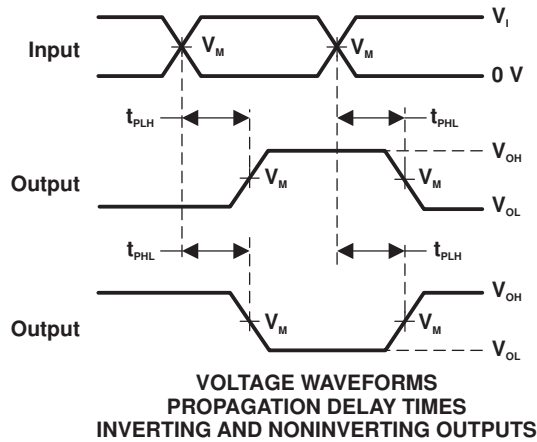 V_I
Input V_M V_M
0 V
t_PLH t_PHL
V_OH
Output V_M V_M
V_OL
t_PHL t_PLH
V_OH
Output V_M V_M
V_OL
VOLTAGE WAVEFORMS
PROPAGATION DELAY TIMES
INVERTING AND NONINVERTING OUTPUTS